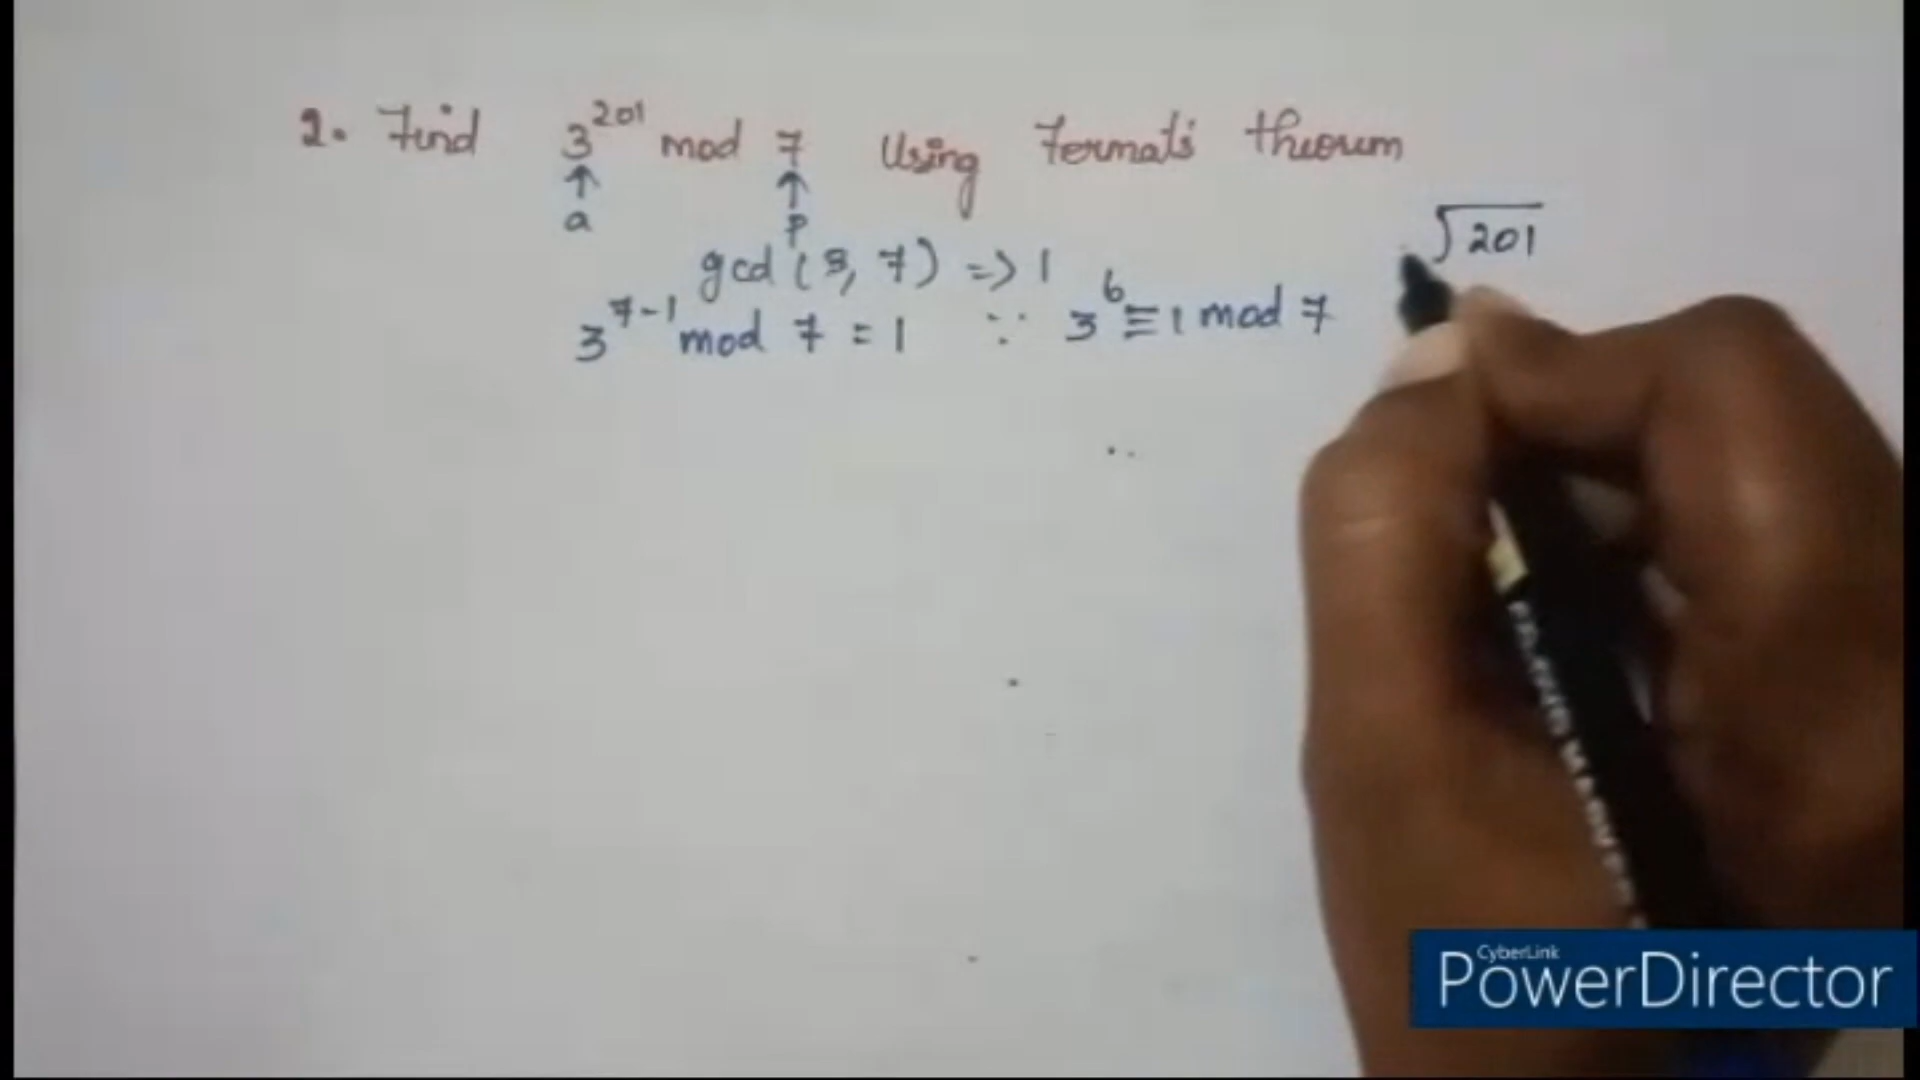 2. Find 3^201 mod 7 Using Fermat's theorem
↑ ↑
a p
√201
gcd (3, 7) => 1
3^7-1 mod 7 = 1 ∵ 3^6 ≡ 1 mod 7
CyberLink
PowerDirector